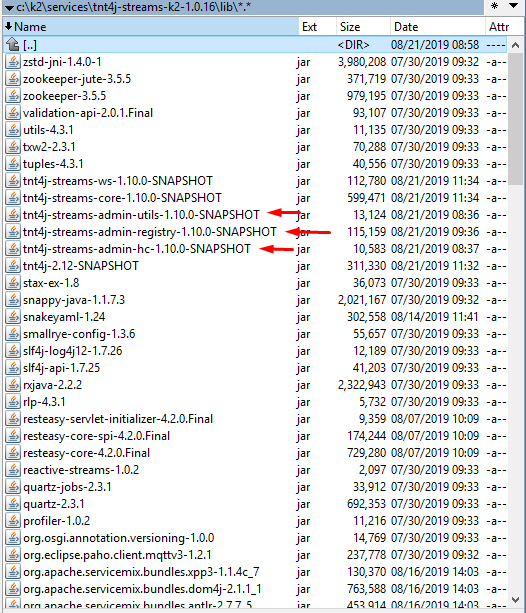 c:\k2\services\tnt4j-streams-k2-1.0.16\lib\*.* * ▼
Name Ext Size Date Attr
[..] <DIR> 08/21/2019 08:58 ----
zstd-jni-1.4.0-1 jar 3,980,208 07/30/2019 09:32 -a--
zookeeper-jute-3.5.5 jar 371,719 07/30/2019 09:33 -a--
zookeeper-3.5.5 jar 979,195 07/30/2019 09:33 -a--
validation-api-2.0.1.Final jar 93,107 07/30/2019 09:33 -a--
utils-4.3.1 jar 11,135 07/30/2019 09:33 -a--
txw2-2.3.1 jar 70,288 07/30/2019 09:33 -a--
tuples-4.3.1 jar 40,556 07/30/2019 09:33 -a--
tnt4j-streams-ws-1.10.0-SNAPSHOT jar 112,780 08/21/2019 11:34 -a--
tnt4j-streams-core-1.10.0-SNAPSHOT jar 599,471 08/21/2019 11:34 -a--
tnt4j-streams-admin-utils-1.10.0-SNAPSHOT jar 13,124 08/21/2019 08:36 -a--
tnt4j-streams-admin-registry-1.10.0-SNAPSHOT jar 115,159 08/21/2019 09:36 -a--
tnt4j-streams-admin-hc-1.10.0-SNAPSHOT jar 10,583 08/21/2019 08:37 -a--
tnt4j-2.12-SNAPSHOT jar 311,330 08/21/2019 11:32 -a--
stax-ex-1.8 jar 36,073 07/30/2019 09:33 -a--
snappy-java-1.1.7.3 jar 2,021,167 07/30/2019 09:32 -a--
snakeyaml-1.24 jar 302,558 08/14/2019 11:41 -a--
smallrye-config-1.3.6 jar 55,657 07/30/2019 09:33 -a--
slf4j-log4j12-1.7.26 jar 12,189 07/30/2019 09:33 -a--
slf4j-api-1.7.25 jar 41,203 07/30/2019 09:33 -a--
rxjava-2.2.2 jar 2,322,943 07/30/2019 09:33 -a--
rlp-4.3.1 jar 5,732 07/30/2019 09:33 -a--
resteasy-servlet-initializer-4.2.0.Final jar 9,359 08/07/2019 10:09 -a--
resteasy-core-spi-4.2.0.Final jar 174,244 08/07/2019 10:09 -a--
resteasy-core-4.2.0.Final jar 729,280 08/07/2019 10:09 -a--
reactive-streams-1.0.2 jar 2,097 07/30/2019 09:33 -a--
quartz-jobs-2.3.1 jar 33,912 07/30/2019 09:33 -a--
quartz-2.3.1 jar 692,353 07/30/2019 09:33 -a--
profiler-1.0.2 jar 11,216 07/30/2019 09:33 -a--
org.osgi.annotation.versioning-1.0.0 jar 14,769 07/30/2019 09:33 -a--
org.eclipse.paho.client.mqttv3-1.2.1 jar 237,778 07/30/2019 09:32 -a--
org.apache.servicemix.bundles.xpp3-1.1.4c_7 jar 130,370 08/16/2019 14:03 -a--
org.apache.servicemix.bundles.dom4j-2.1.1_1 jar 763,588 08/16/2019 14:03 -a--
org.apache.servicemix.bundles.antlr-2.7.7_5 jar 453,914 08/16/2019 14:03 -a--